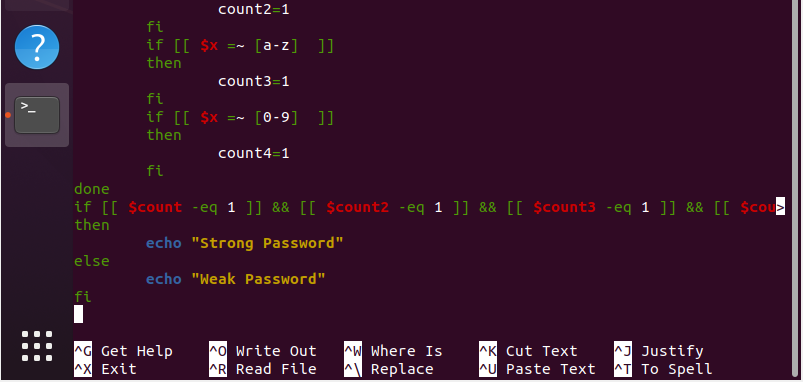 count2=1
fi
if [[ $x =~ [a-z]  ]]
then
count3=1
fi
if [[ $x =~ [0-9]  ]]
then
count4=1
fi
done
if [[ $count -eq 1 ]] && [[ $count2 -eq 1 ]] && [[ $count3 -eq 1 ]] && [[ $cou>
then
echo "Strong Password"
else
echo "Weak Password"
fi
?
>_
^G Get Help ^O Write Out ^W Where Is ^K Cut Text ^J Justify
^X Exit ^R Read File ^\ Replace ^U Paste Text ^T To Spell